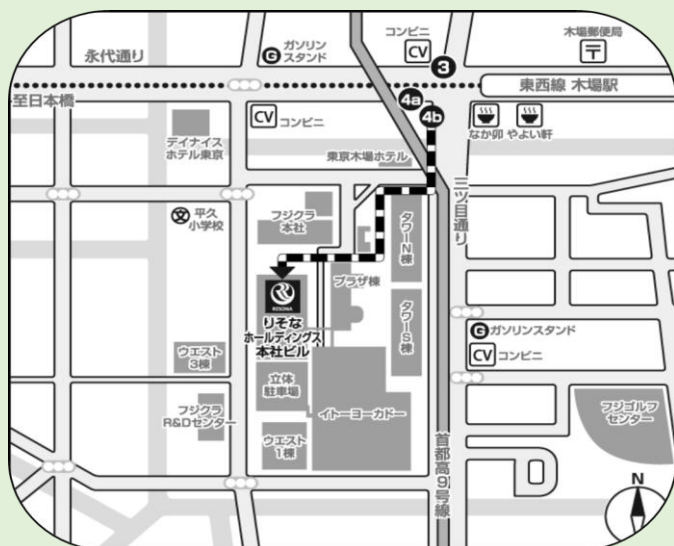 永代通り
ガソリン
スタンド
G
コンビニ
CV
木場郵便局
3
至日本橋
東西線 木場駅
4a
4b
CV コンビニ
なか卯 やよい軒
デイナイス
ホテル東京
東京木場ホテル
三ツ目通り
文
平久
小学校
フジクラ
本社
タワーN棟
プラザ棟
RESONA
りそな
ホールディングス
本社ビル
タワーS棟
G ガソリンスタンド
CV コンビニ
ウエスト
3棟
立体
駐車場
イトーヨーカドー
フジクラ
R&Dセンター
ウエスト
1棟
首都高9号線
フジゴルフ
センター
N